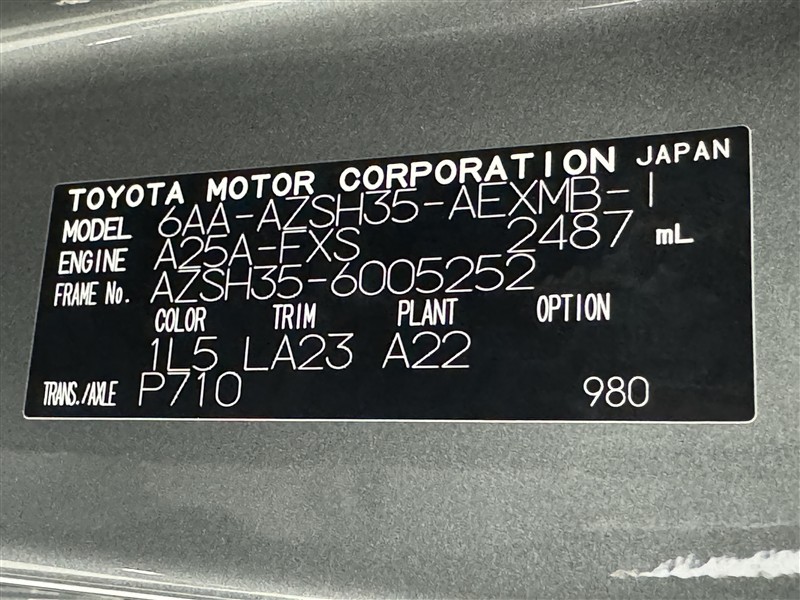 TOYOTA MOTOR CORPORATION JAPAN
MODEL 6AA-AZSH35-AEXMB-I
ENGINE A25A-FXS 2487 mL
FRAME No. AZSH35-6005252
COLOR TRIM PLANT OPTION
1L5 LA23 A22
TRANS./AXLE P710 980